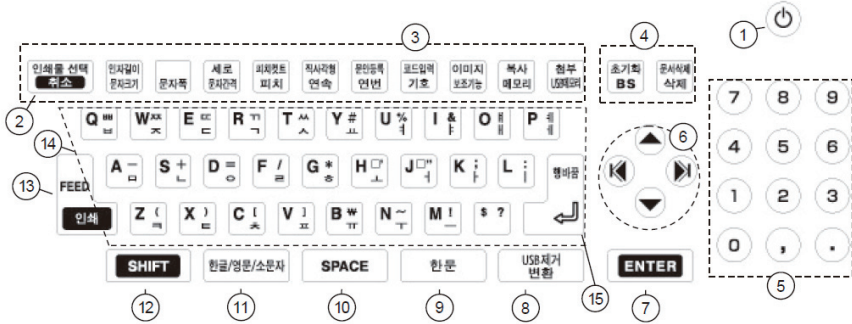 1
3
4
인쇄물 선택 인자길이 세로 피치컷트 직사각형 문안등록 코드입력 이미지 복사 첨부 초기화 문서삭제
취소 문자크기 문자폭 문자간격 피치 연속 연번 기호 보조기능 메모리 USB메모리 BS 삭제
2
7 8 9
Q ㅃ ㅂ W ㅉ ㅈ E ㄸ ㄷ R ㄲ ㄱ T ㅆ ㅅ Y # ㅛ U % ㅕ I & ㅑ O ㅒ ㅐ P ㅖ ㅔ
14
6
4 5 6
13
FEED A ㅡ ㅁ S + ㄴ D = ㅇ F / ㄹ G * ㅎ H ㅗ J ㅓ K ; ㅏ L : ㅣ 행바꿈
1 2 3
인쇄 Z ( ㅋ X ) ㅌ C [ ㅊ V ] ㅍ B ₩ ㅠ N ~ ㅜ M ! ㅡ $ ?
0 , .
SHIFT 한글/영문/소문자 SPACE 한문 USB제거 변환 ENTER
15
5
12 11 10 9 8 7